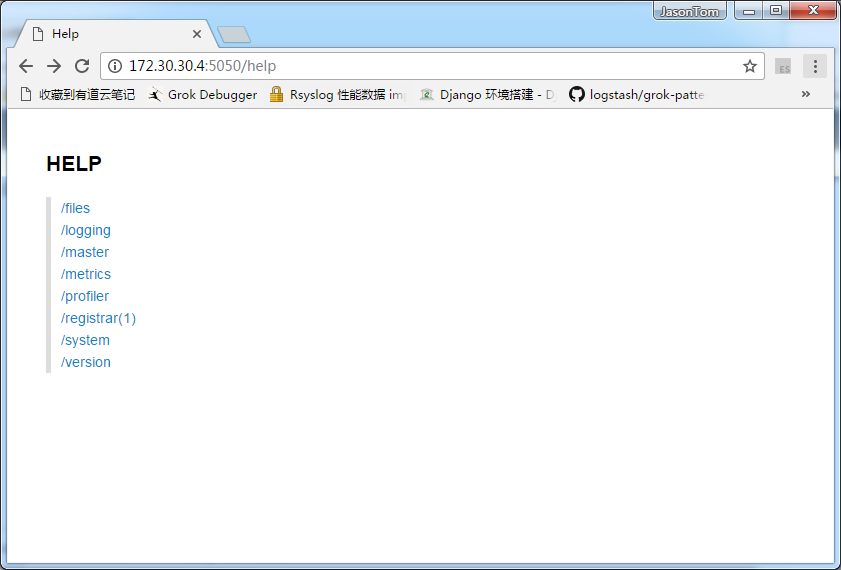 JasonTom
Help
172.30.30.4:5050/help
ES
收藏到有道云笔记 Grok Debugger Rsyslog 性能数据 im Django 环境搭建 - D logstash/grok-patte
HELP
/files
/logging
/master
/metrics
/profiler
/registrar(1)
/system
/version